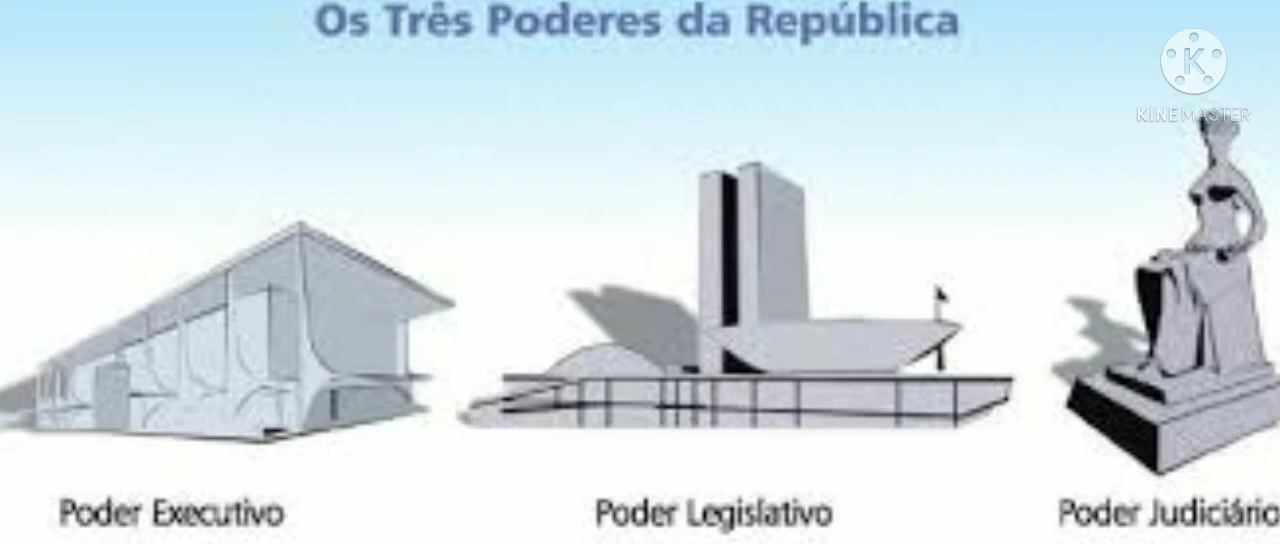 Os Três Poderes da República
K
KINEMASTER
Poder Executivo
Poder Legislativo
Poder Judiciário